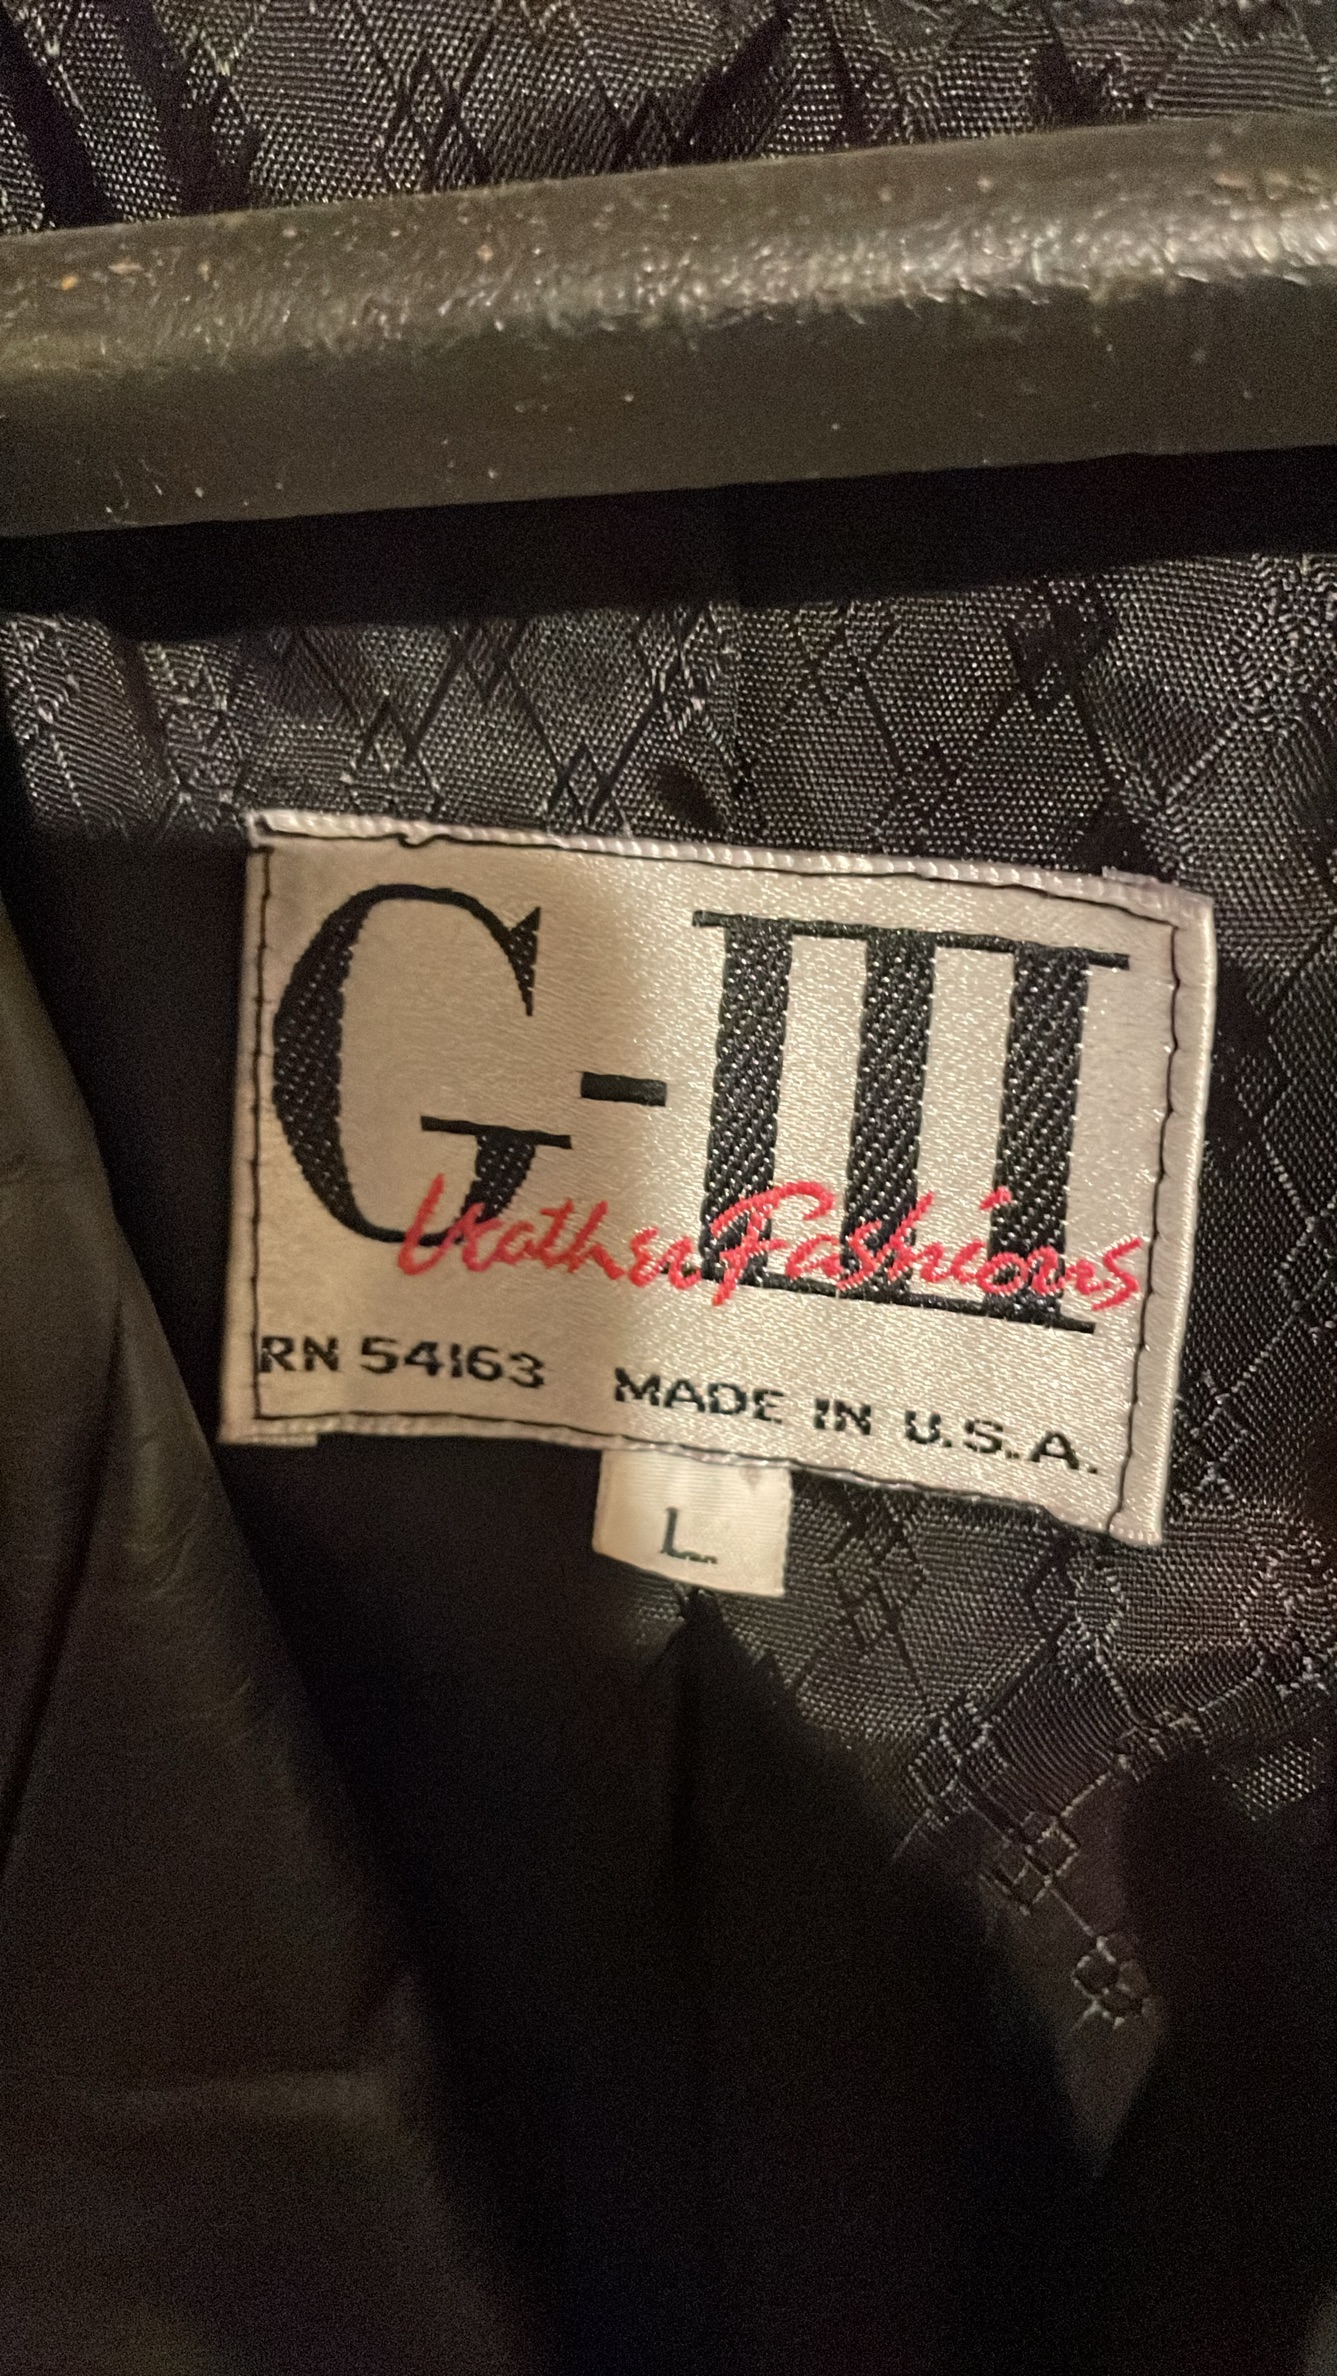 G-III
Leather Fashions
RN 54163 MADE IN U.S.A.
L